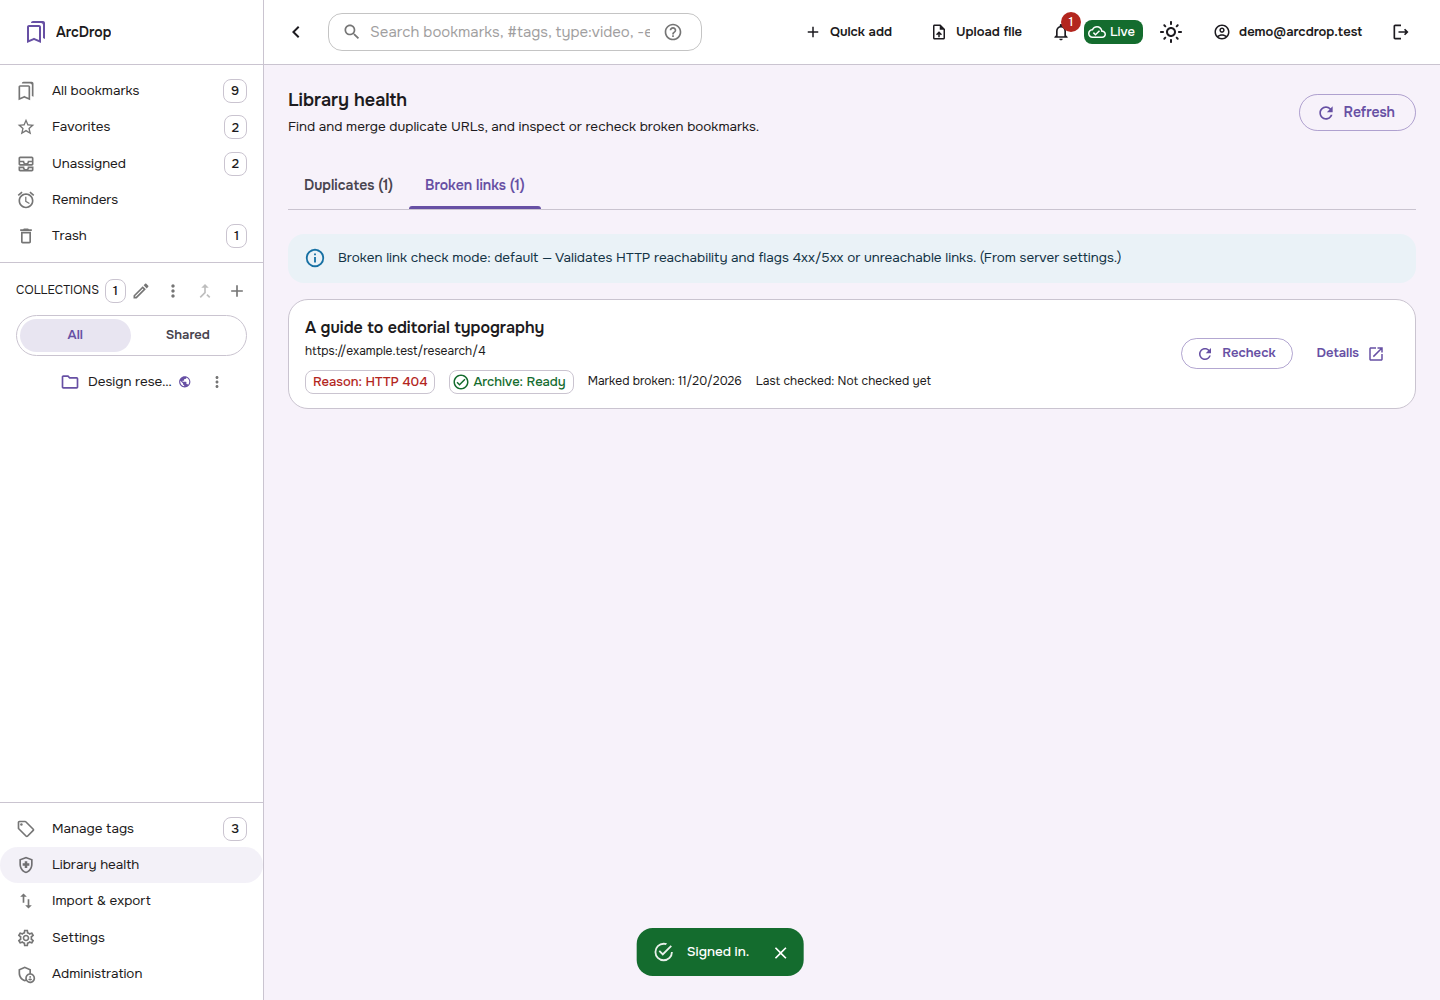 ArcDrop
Search bookmarks, #tags, type:video, -e
Quick add
Upload file
1
Live
demo@arcdrop.test
All bookmarks 9
Favorites 2
Unassigned 2
Reminders
Trash 1
COLLECTIONS 1
All Shared
Design rese...
Manage tags 3
Library health
Import & export
Settings
Administration
Library health
Find and merge duplicate URLs, and inspect or recheck broken bookmarks.
Refresh
Duplicates (1) Broken links (1)
Broken link check mode: default — Validates HTTP reachability and flags 4xx/5xx or unreachable links. (From server settings.)
A guide to editorial typography
https://example.test/research/4
Reason: HTTP 404 Archive: Ready Marked broken: 11/20/2026 Last checked: Not checked yet
Recheck Details
Signed in.